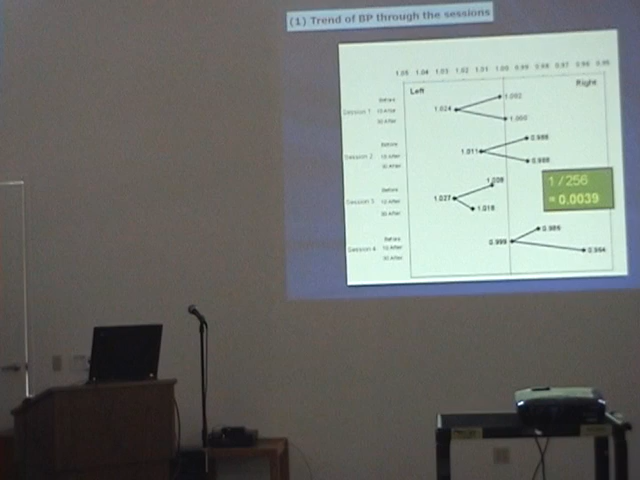 (1) Trend of BP through the sessions
1.05 1.04 1.03 1.02 1.01 1.00 0.99 0.98 0.97 0.96 0.95
Left Right
Before
1.002
Session 1 10 After 1.024
30 After 1.000
Before 0.988
Session 2 10 After 1.011
30 After 0.988
1 / 256
= 0.0039
Before
Session 3 10 After 1.027
30 After 1.018
Before 0.986
Session 4 10 After 0.999
30 After